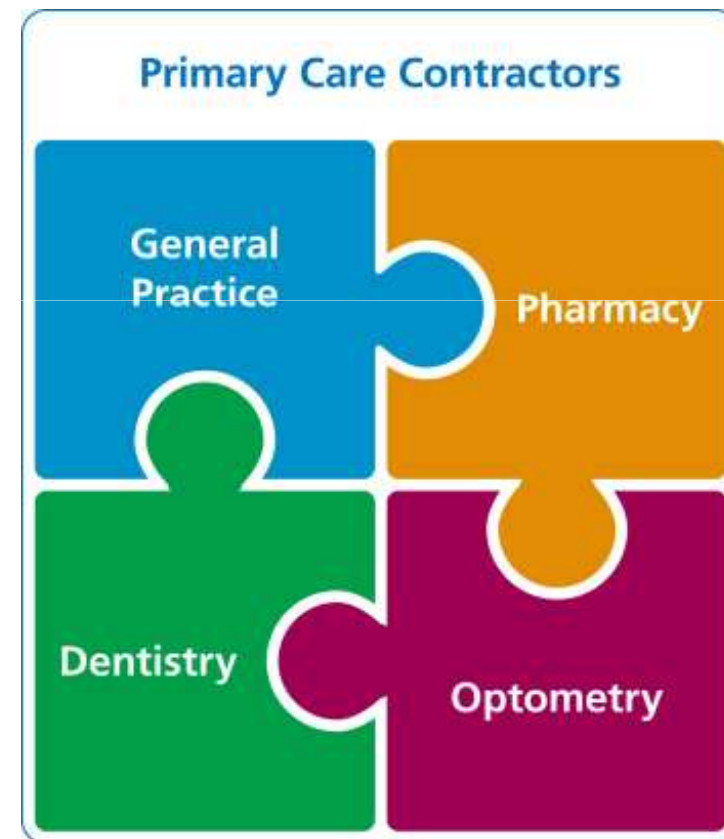 Primary Care Contractors
General
Practice
Pharmacy
Dentistry
Optometry